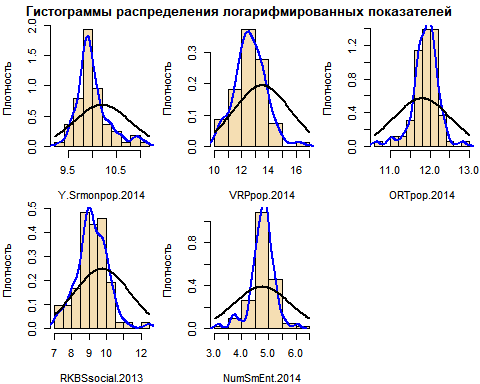 Гистограммы распределения логарифмированных показателей
Плотность
0.0 0.5 1.0 1.5 2.0
9.5 10.5
Y.Srmonpop.2014
Плотность
0.0 0.1 0.2 0.3
10 12 14 16
VRPpop.2014
Плотность
0.0 0.4 0.8 1.2
11.0 12.0 13.0
ORTpop.2014
Плотность
0.0 0.1 0.2 0.3 0.4 0.5
7 8 9 10 12
RKBSsocial.2013
Плотность
0.0 0.4 0.8
3.0 4.0 5.0 6.0
NumSmEnt.2014